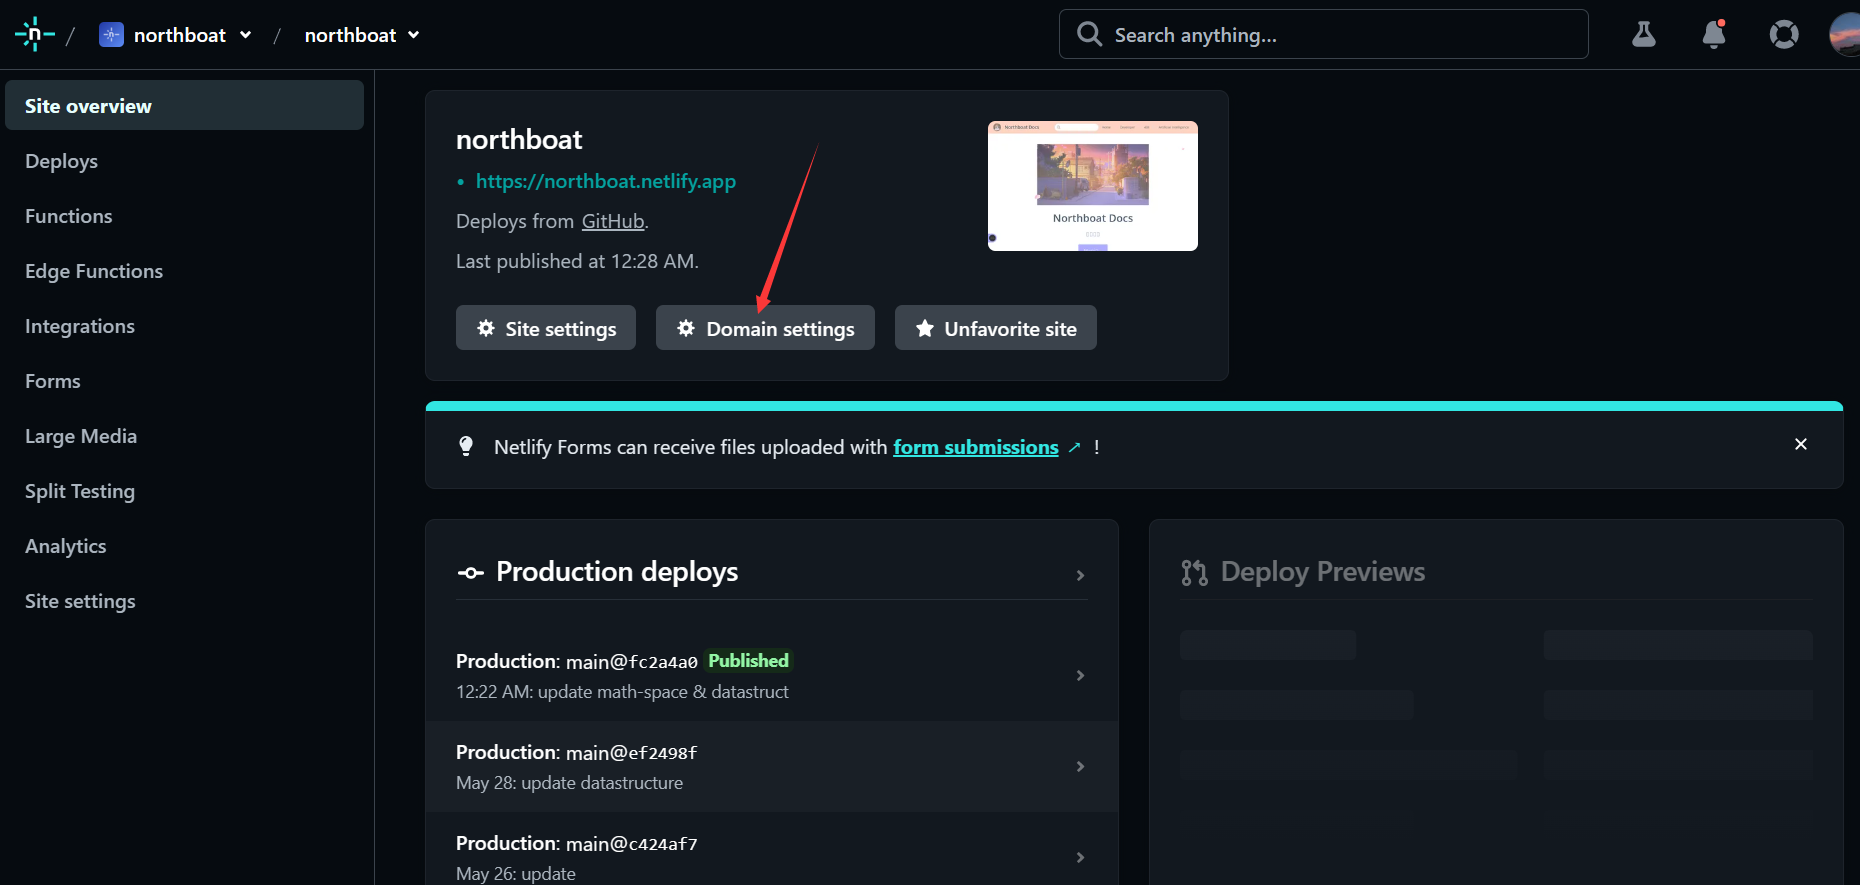 n / northboat / northboat
Search anything...
Site overview
Deploys
Functions
Edge Functions
Integrations
Forms
Large Media
Split Testing
Analytics
Site settings
northboat
• https://northboat.netlify.app
Deploys from GitHub.
Last published at 12:28 AM.
Site settings
Domain settings
Unfavorite site
Northboat Docs
Northboat Docs
Netlify Forms can receive files uploaded with form submissions ↗ !
Production deploys
Production: main@fc2a4a0 Published
12:22 AM: update math-space & datastruct
Production: main@ef2498f
May 28: update datastructure
Production: main@c424af7
May 26: update
Deploy Previews